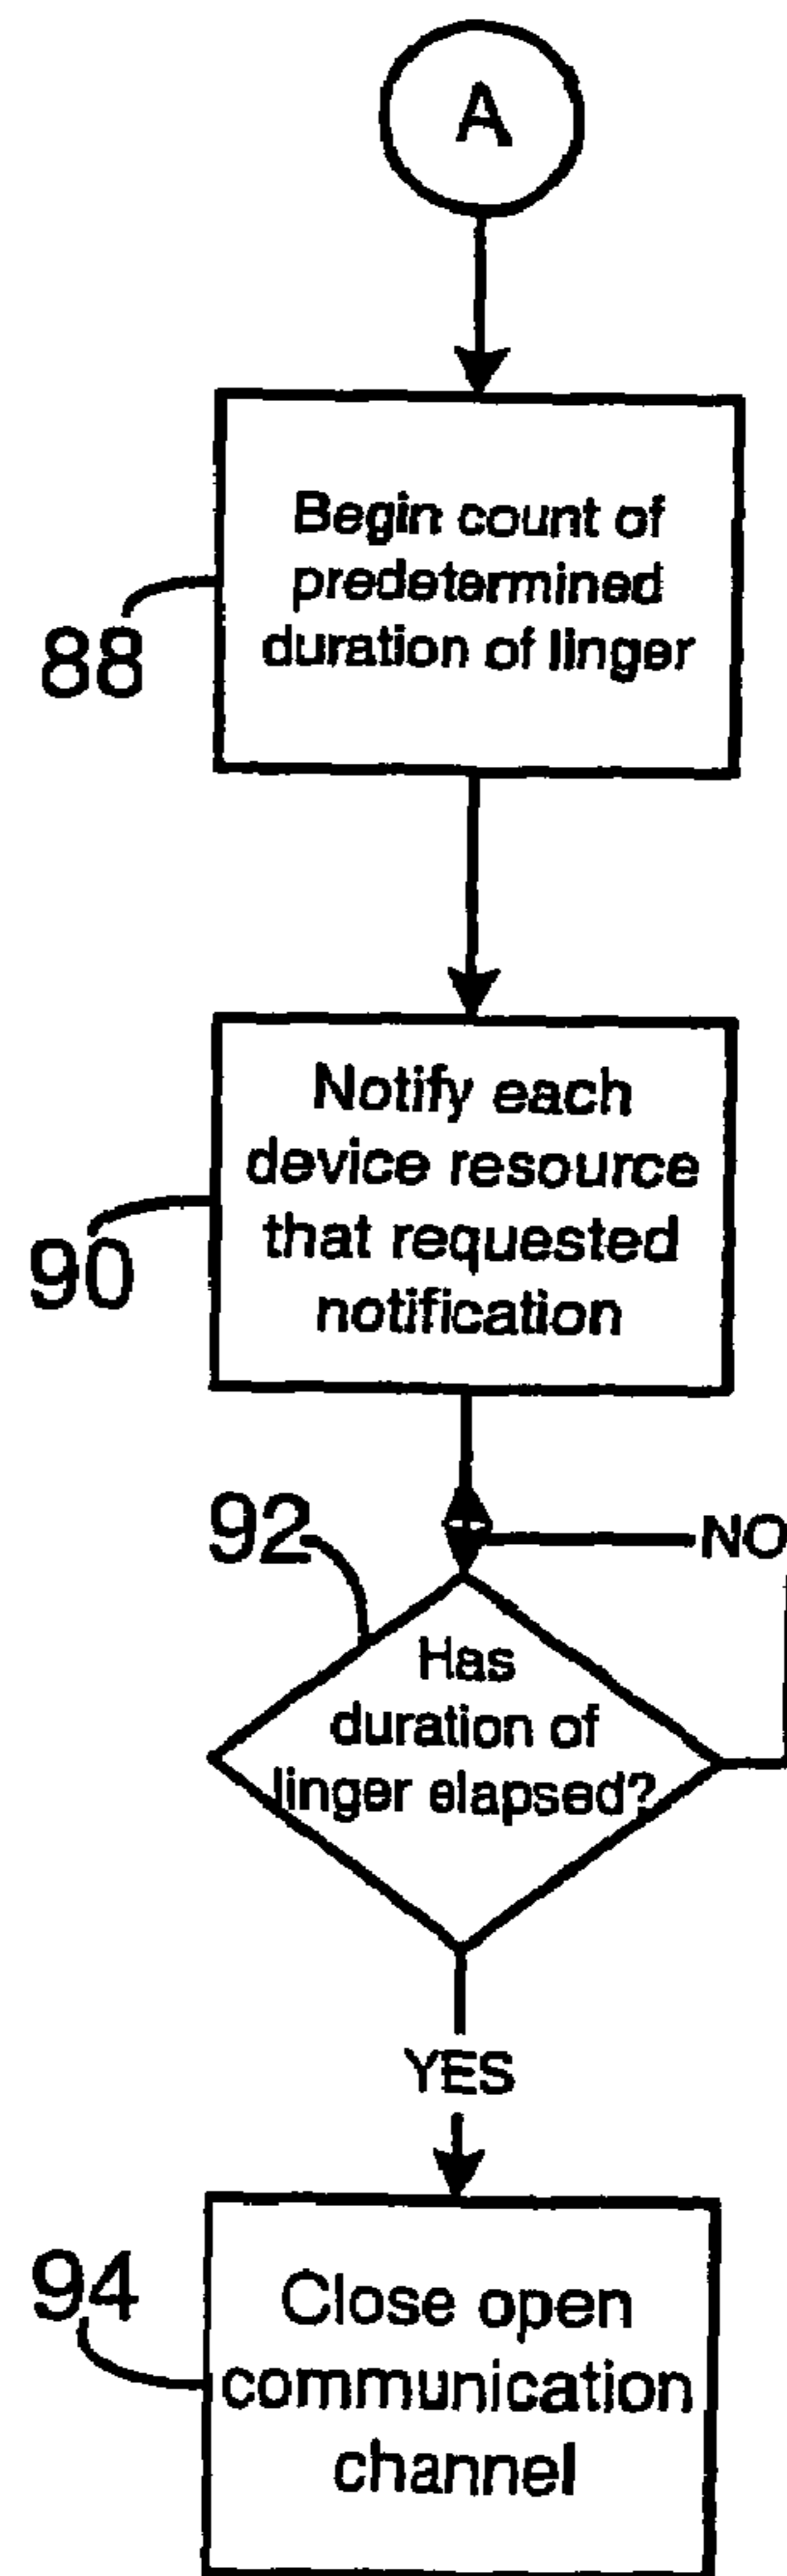 A
Begin count of
predetermined
duration of linger
88
Notify each
device resource
that requested
notification
90
92
NO
Has
duration of
linger elapsed?
YES
94
Close open
communication
channel